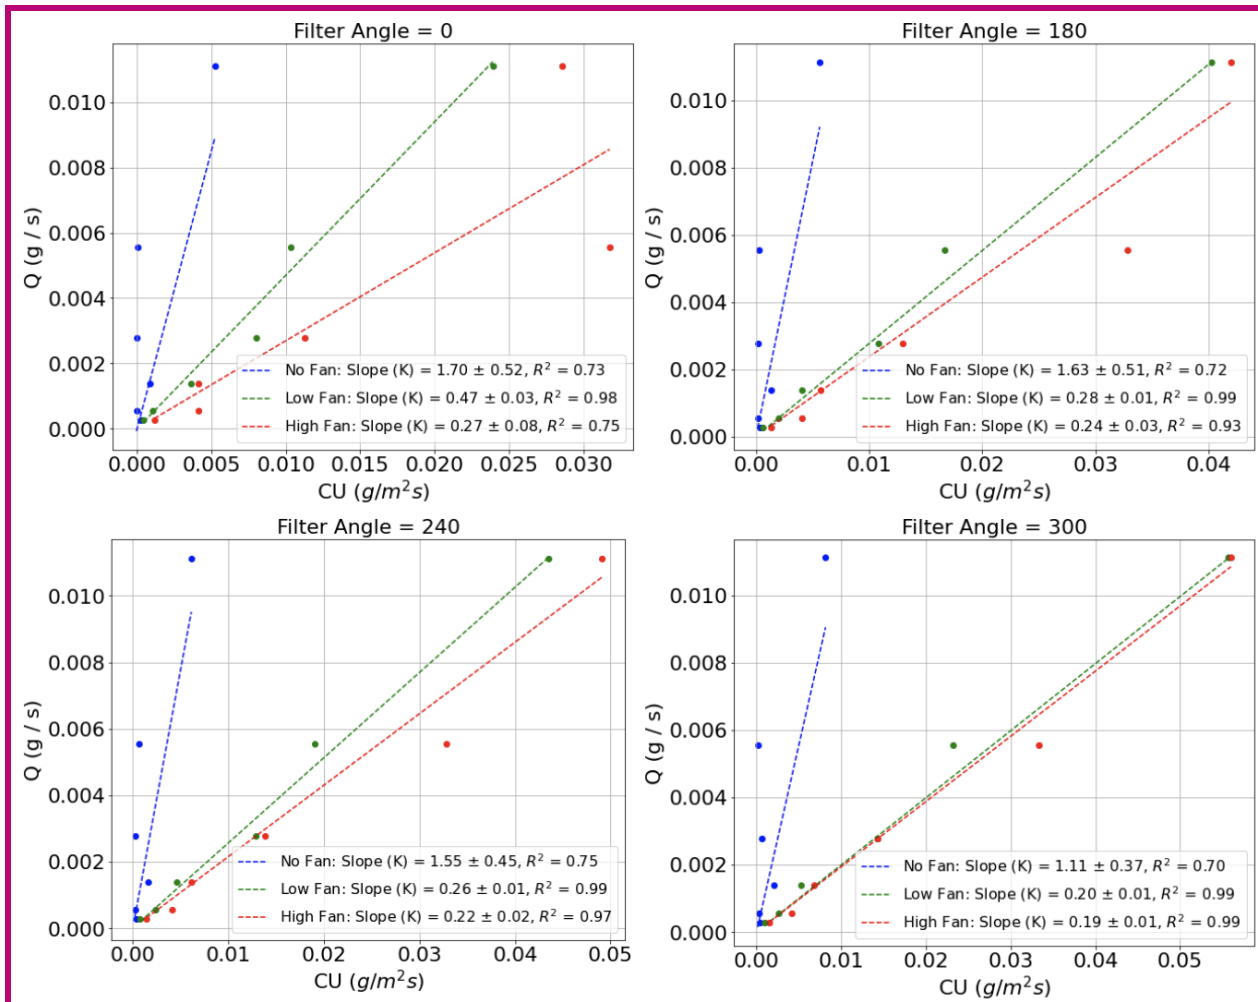 Filter Angle = 0
0.010
0.008
0.006
0.004
0.002
0.000
Q (g / s)
No Fan: Slope (K) = 1.70 ± 0.52, R² = 0.73
Low Fan: Slope (K) = 0.47 ± 0.03, R² = 0.98
High Fan: Slope (K) = 0.27 ± 0.08, R² = 0.75
0.000 0.005 0.010 0.015 0.020 0.025 0.030
CU (g/m²s)
Filter Angle = 180
0.010
0.008
0.006
0.004
0.002
0.000
Q (g / s)
No Fan: Slope (K) = 1.63 ± 0.51, R² = 0.72
Low Fan: Slope (K) = 0.28 ± 0.01, R² = 0.99
High Fan: Slope (K) = 0.24 ± 0.03, R² = 0.93
0.00 0.01 0.02 0.03 0.04
CU (g/m²s)
Filter Angle = 240
0.010
0.008
0.006
0.004
0.002
0.000
Q (g / s)
No Fan: Slope (K) = 1.55 ± 0.45, R² = 0.75
Low Fan: Slope (K) = 0.26 ± 0.01, R² = 0.99
High Fan: Slope (K) = 0.22 ± 0.02, R² = 0.97
0.00 0.01 0.02 0.03 0.04 0.05
CU (g/m²s)
Filter Angle = 300
0.010
0.008
0.006
0.004
0.002
0.000
Q (g / s)
No Fan: Slope (K) = 1.11 ± 0.37, R² = 0.70
Low Fan: Slope (K) = 0.20 ± 0.01, R² = 0.99
High Fan: Slope (K) = 0.19 ± 0.01, R² = 0.99
0.00 0.01 0.02 0.03 0.04 0.05
CU (g/m²s)